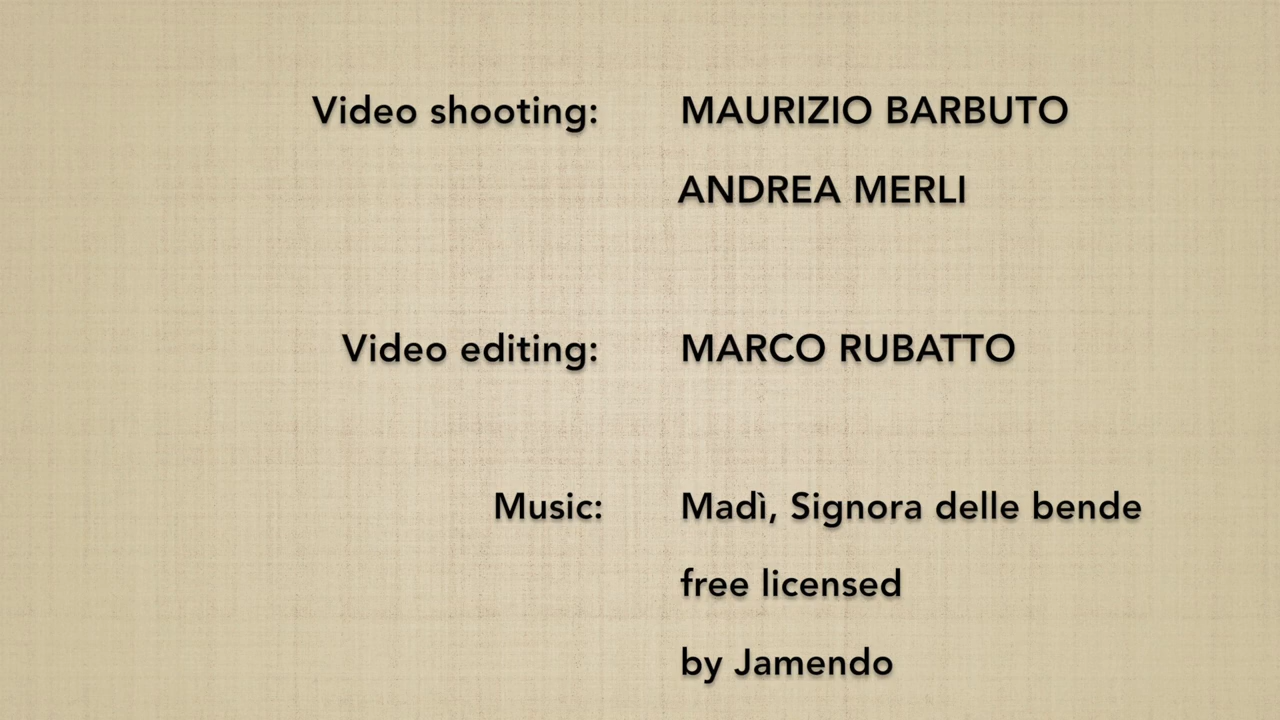 Video shooting: MAURIZIO BARBUTO
ANDREA MERLI
Video editing: MARCO RUBATTO
Music: Madì, Signora delle bende
free licensed
by Jamendo